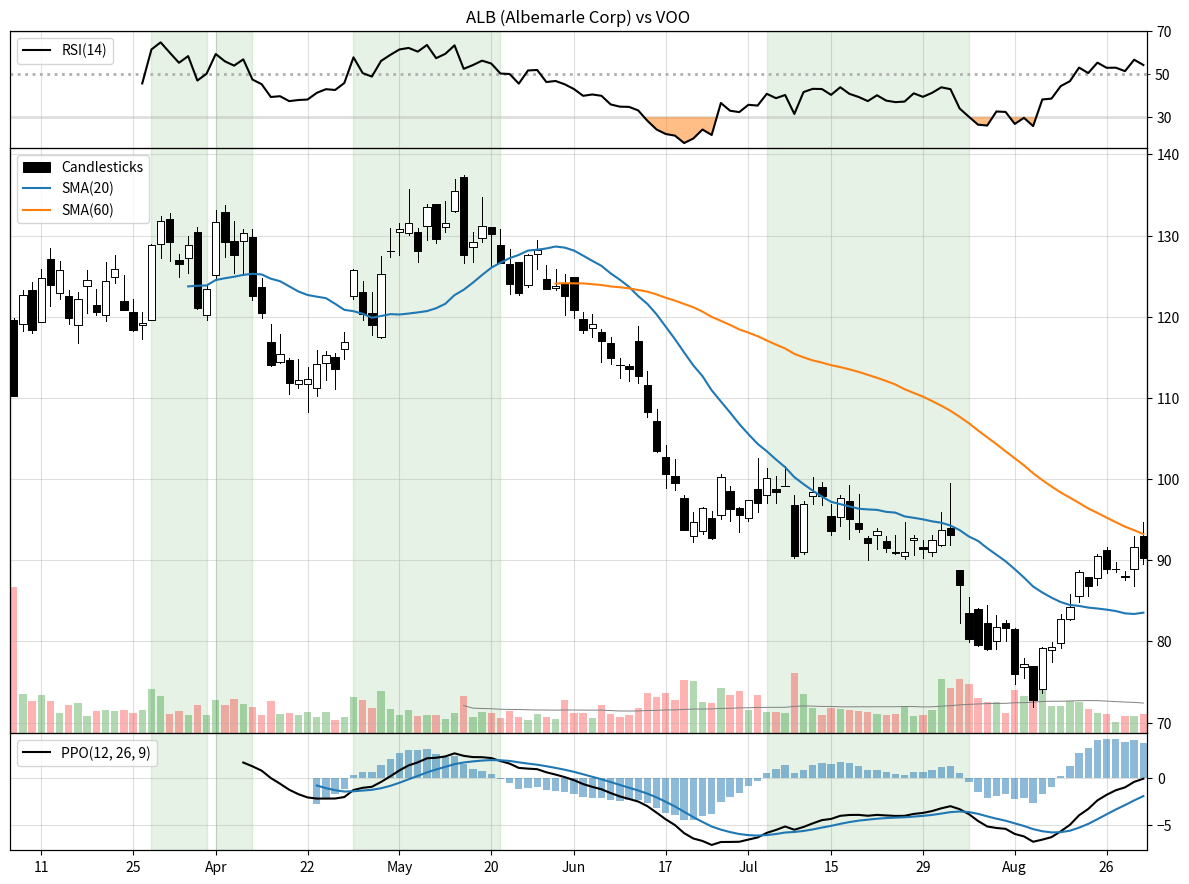 ALB (Albemarle Corp) vs VOO
RSI(14)
70
50
30
Candlesticks
SMA(20)
SMA(60)
140
130
120
110
100
90
80
70
PPO(12, 26, 9)
0
−5
11 25 Apr 22 May 20 Jun 17 Jul 15 29 Aug 26